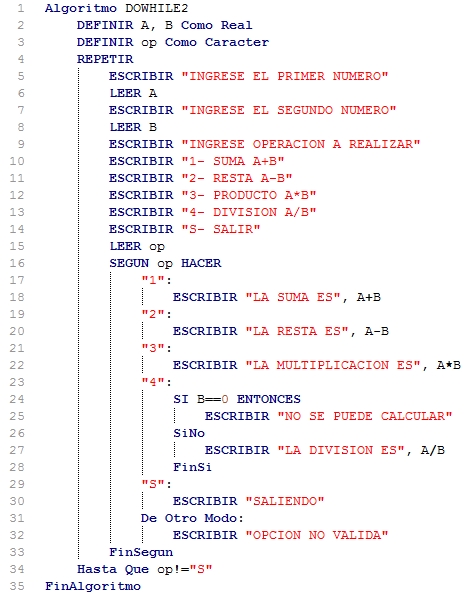 1 Algoritmo DOWHILE2
2 DEFINIR A, B Como Real
3 DEFINIR op Como Caracter
4 REPETIR
5 ESCRIBIR "INGRESE EL PRIMER NUMERO"
6 LEER A
7 ESCRIBIR "INGRESE EL SEGUNDO NUMERO"
8 LEER B
9 ESCRIBIR "INGRESE OPERACION A REALIZAR"
10 ESCRIBIR "1- SUMA A+B"
11 ESCRIBIR "2- RESTA A-B"
12 ESCRIBIR "3- PRODUCTO A*B"
13 ESCRIBIR "4- DIVISION A/B"
14 ESCRIBIR "S- SALIR"
15 LEER op
16 SEGUN op HACER
17 "1":
18 ESCRIBIR "LA SUMA ES", A+B
19 "2":
20 ESCRIBIR "LA RESTA ES", A-B
21 "3":
22 ESCRIBIR "LA MULTIPLICACION ES", A*B
23 "4":
24 SI B==0 ENTONCES
25 ESCRIBIR "NO SE PUEDE CALCULAR"
26 SiNo
27 ESCRIBIR "LA DIVISION ES", A/B
28 FinSi
29 "S":
30 ESCRIBIR "SALIENDO"
31 De Otro Modo:
32 ESCRIBIR "OPCION NO VALIDA"
33 FinSegun
34 Hasta Que op!="S"
35 FinAlgoritmo